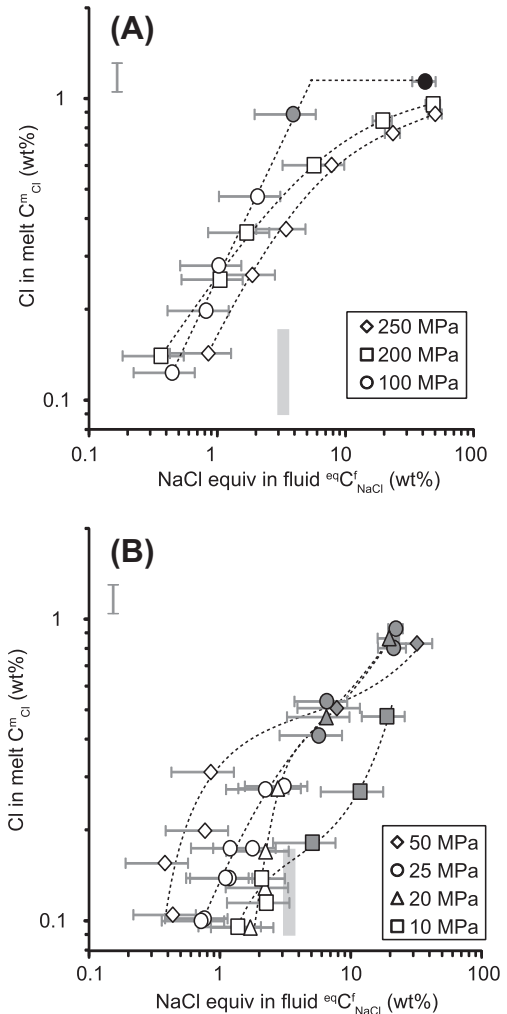 (A)
1
Cl in melt C^m_Cl (wt%)
250 MPa
200 MPa
100 MPa
0.1
0.1 1 10 100
NaCl equiv in fluid ^eqC^f_NaCl (wt%)
(B)
1
Cl in melt C^m_Cl (wt%)
50 MPa
25 MPa
20 MPa
10 MPa
0.1
0.1 1 10 100
NaCl equiv in fluid ^eqC^f_NaCl (wt%)